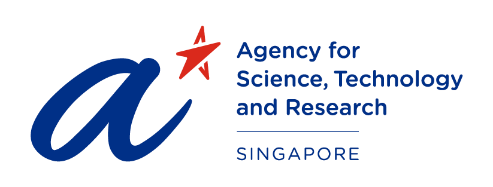 a
Agency for
Science, Technology
and Research
SINGAPORE